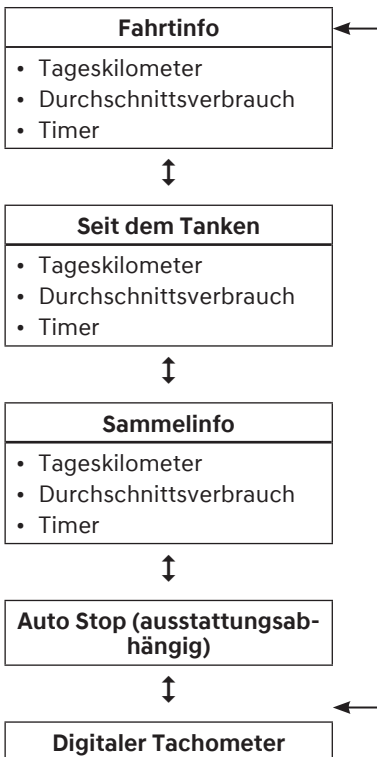 Fahrtinfo
• Tageskilometer
• Durchschnittsverbrauch
• Timer
Seit dem Tanken
• Tageskilometer
• Durchschnittsverbrauch
• Timer
Sammelinfo
• Tageskilometer
• Durchschnittsverbrauch
• Timer
Auto Stop (ausstattungsab-
hängig)
Digitaler Tachometer